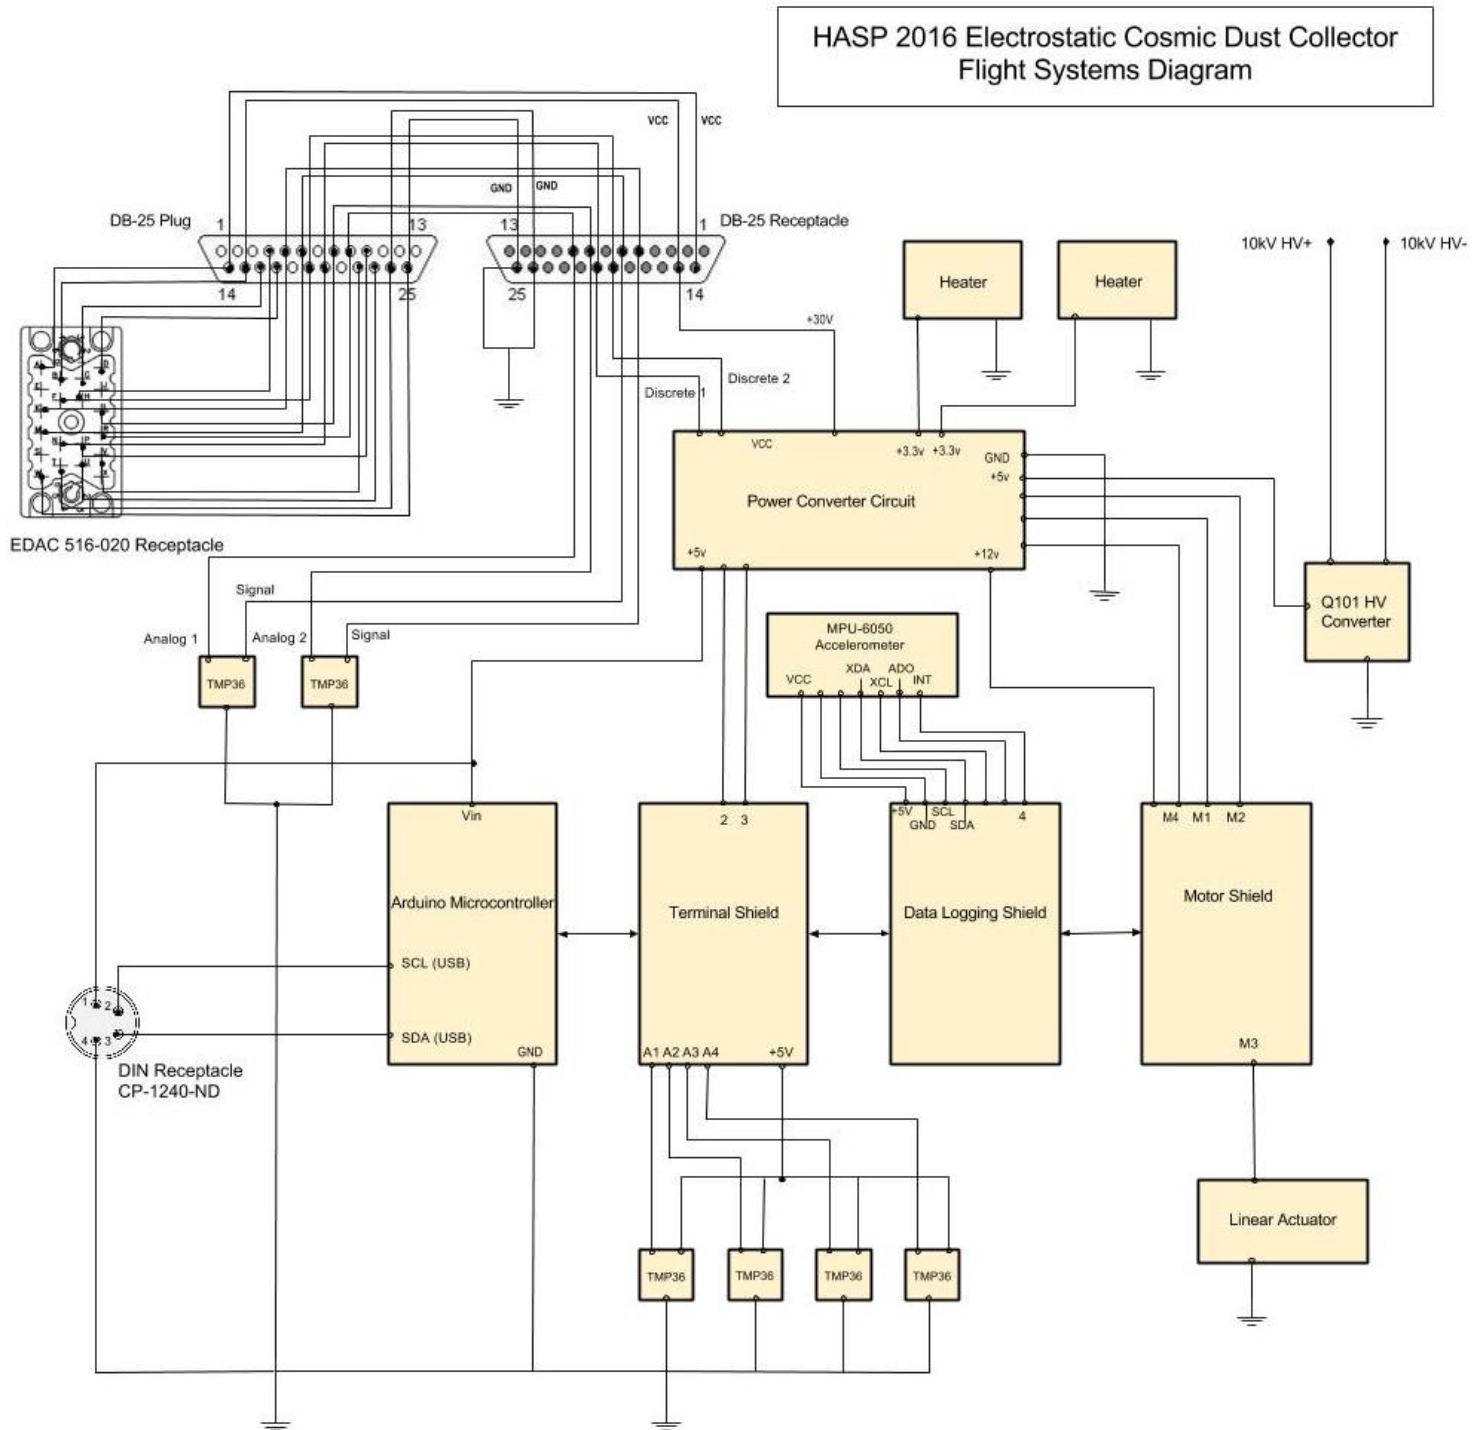 HASP 2016 Electrostatic Cosmic Dust Collector
Flight Systems Diagram
VCC
VCC
GND
GND
DB-25 Plug
1
13
13
1
DB-25 Receptacle
14
25
25
14
10kV HV+
10kV HV-
Heater
Heater
+30V
Discrete 2
Discrete 1
VCC
+3.3v
+3.3v
GND
+5v
Power Converter Circuit
+5v
+12v
EDAC 516-020 Receptacle
Signal
Analog 1
Analog 2
Signal
TMP36
TMP36
MPU-6050
Accelerometer
VCC
XDA
XCL
ADO
INT
Q101 HV
Converter
Vin
2
3
+5V
GND
SCL
SDA
4
M4
M1
M2
Arduino Microcontroller
Terminal Shield
Data Logging Shield
Motor Shield
SCL (USB)
SDA (USB)
GND
A1
A2
A3
A4
+5V
M3
1
2
4
3
DIN Receptacle
CP-1240-ND
Linear Actuator
TMP36
TMP36
TMP36
TMP36